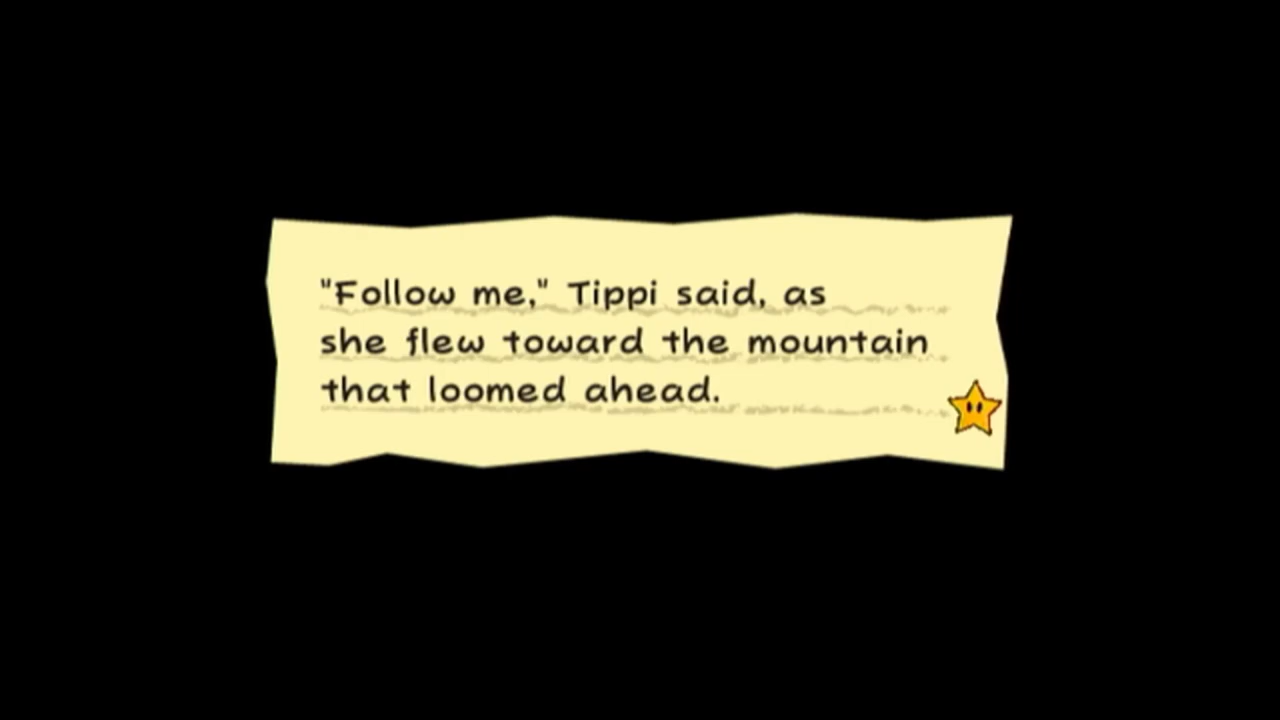 "Follow me," Tippi said, as
she flew toward the mountain
that loomed ahead.